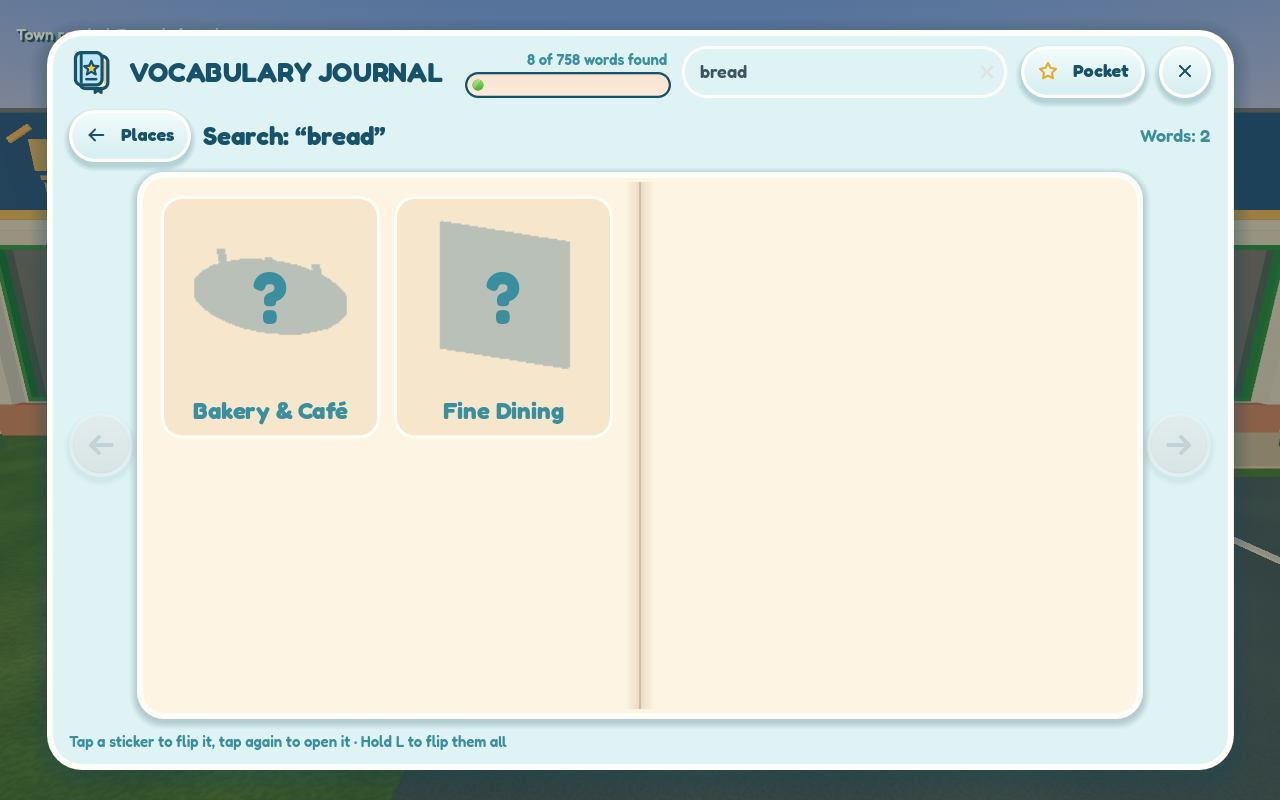 Town
VOCABULARY JOURNAL
8 of 758 words found
bread
Pocket
Places
Search: “bread”
Words: 2
?
Bakery & Café
?
Fine Dining
Tap a sticker to flip it, tap again to open it · Hold L to flip them all